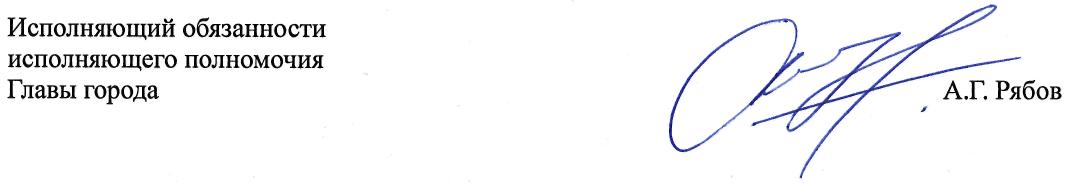 Исполняющий обязанности
исполняющего полномочия
Главы города А.Г. Рябов